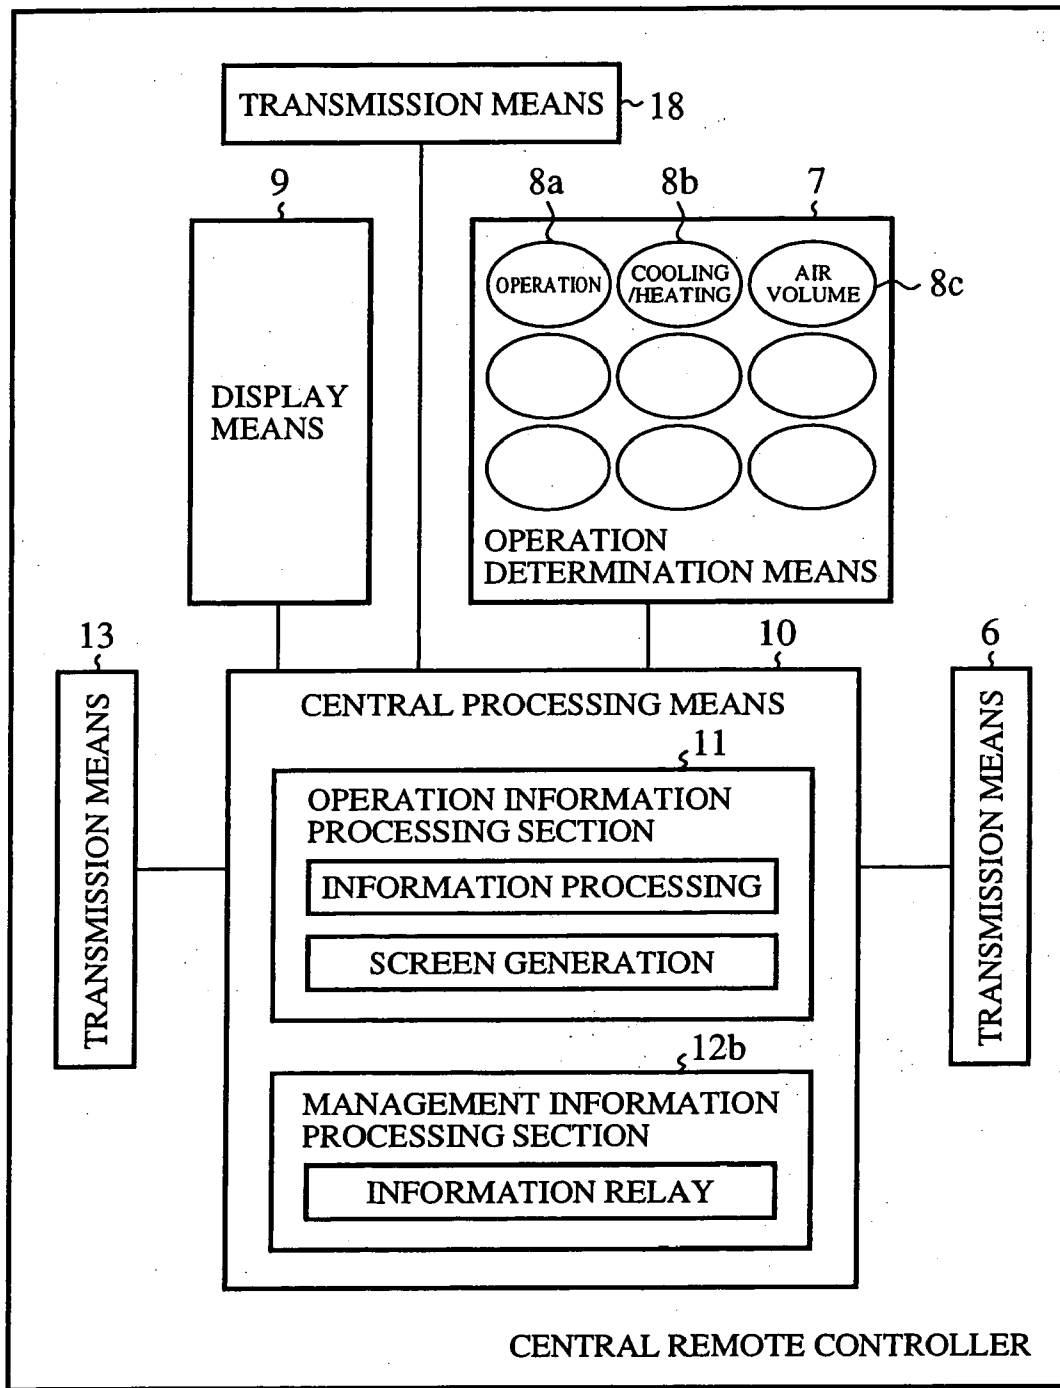 TRANSMISSION MEANS
18
9
8a
8b
7
OPERATION
COOLING
/HEATING
AIR
VOLUME
8c
DISPLAY
MEANS
OPERATION
DETERMINATION MEANS
13
10
6
TRANSMISSION MEANS
CENTRAL PROCESSING MEANS
TRANSMISSION MEANS
11
OPERATION INFORMATION
PROCESSING SECTION
INFORMATION PROCESSING
SCREEN GENERATION
12b
MANAGEMENT INFORMATION
PROCESSING SECTION
INFORMATION RELAY
CENTRAL REMOTE CONTROLLER